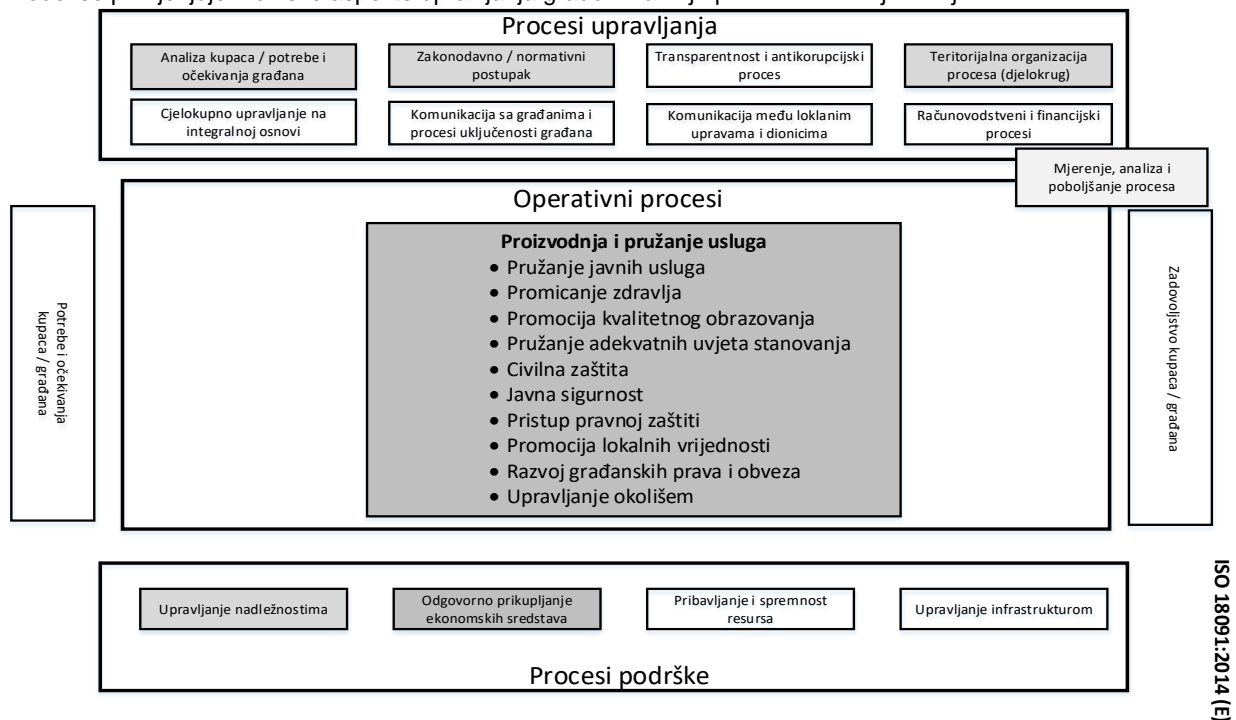 Procesi upravljanja
Analiza kupaca / potrebe i
očekivanja građana
Zakonodavno / normativni
postupak
Transparentnost i antikorupcijski
proces
Teritorijalna organizacija
procesa (djelokrug)
Cjelokupno upravljanje na
integralnoj osnovi
Komunikacija sa građanima i
procesi uključenosti građana
Komunikacija među loklanim
upravama i dionicima
Računovodstveni i financijski
procesi
Mjerenje, analiza i
poboljšanje procesa
Potrebe i očekivanja
kupaca / građana
Operativni procesi
Proizvodnja i pružanje usluga
• Pružanje javnih usluga
• Promicanje zdravlja
• Promocija kvalitetnog obrazovanja
• Pružanje adekvatnih uvjeta stanovanja
• Civilna zaštita
• Javna sigurnost
• Pristup pravnoj zaštiti
• Promocija lokalnih vrijednosti
• Razvoj građanskih prava i obveza
• Upravljanje okolišem
Zadovoljstvo kupaca / građana
Upravljanje nadležnostima
Odgovorno prikupljanje
ekonomskih sredstava
Pribavljanje i spremnost
resursa
Upravljanje infrastrukturom
Procesi podrške
ISO 18091:2014 (E)